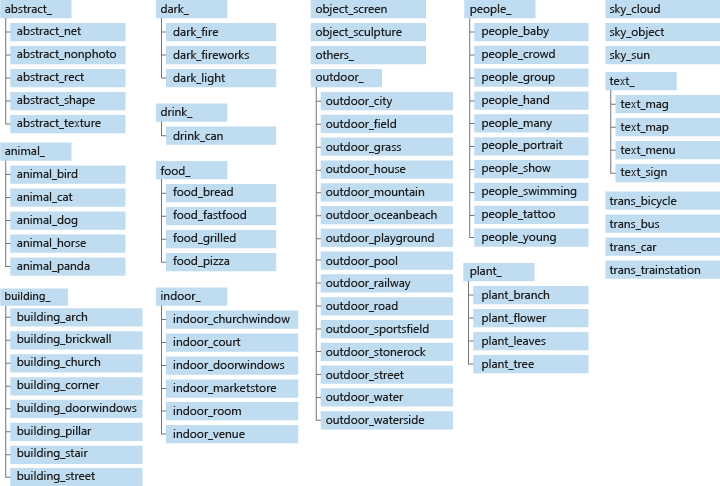 abstract_
abstract_net
abstract_nonphoto
abstract_rect
abstract_shape
abstract_texture
animal_
animal_bird
animal_cat
animal_dog
animal_horse
animal_panda
building_
building_arch
building_brickwall
building_church
building_corner
building_doorwindows
building_pillar
building_stair
building_street
dark_
dark_fire
dark_fireworks
dark_light
drink_
drink_can
food_
food_bread
food_fastfood
food_grilled
food_pizza
indoor_
indoor_churchwindow
indoor_court
indoor_doorwindows
indoor_marketstore
indoor_room
indoor_venue
object_screen
object_sculpture
others_
outdoor_
outdoor_city
outdoor_field
outdoor_grass
outdoor_house
outdoor_mountain
outdoor_oceanbeach
outdoor_playground
outdoor_pool
outdoor_railway
outdoor_road
outdoor_sportsfield
outdoor_stonerock
outdoor_street
outdoor_water
outdoor_waterside
people_
people_baby
people_crowd
people_group
people_hand
people_many
people_portrait
people_show
people_swimming
people_tattoo
people_young
plant_
plant_branch
plant_flower
plant_leaves
plant_tree
sky_cloud
sky_object
sky_sun
text_
text_mag
text_map
text_menu
text_sign
trans_bicycle
trans_bus
trans_car
trans_trainstation